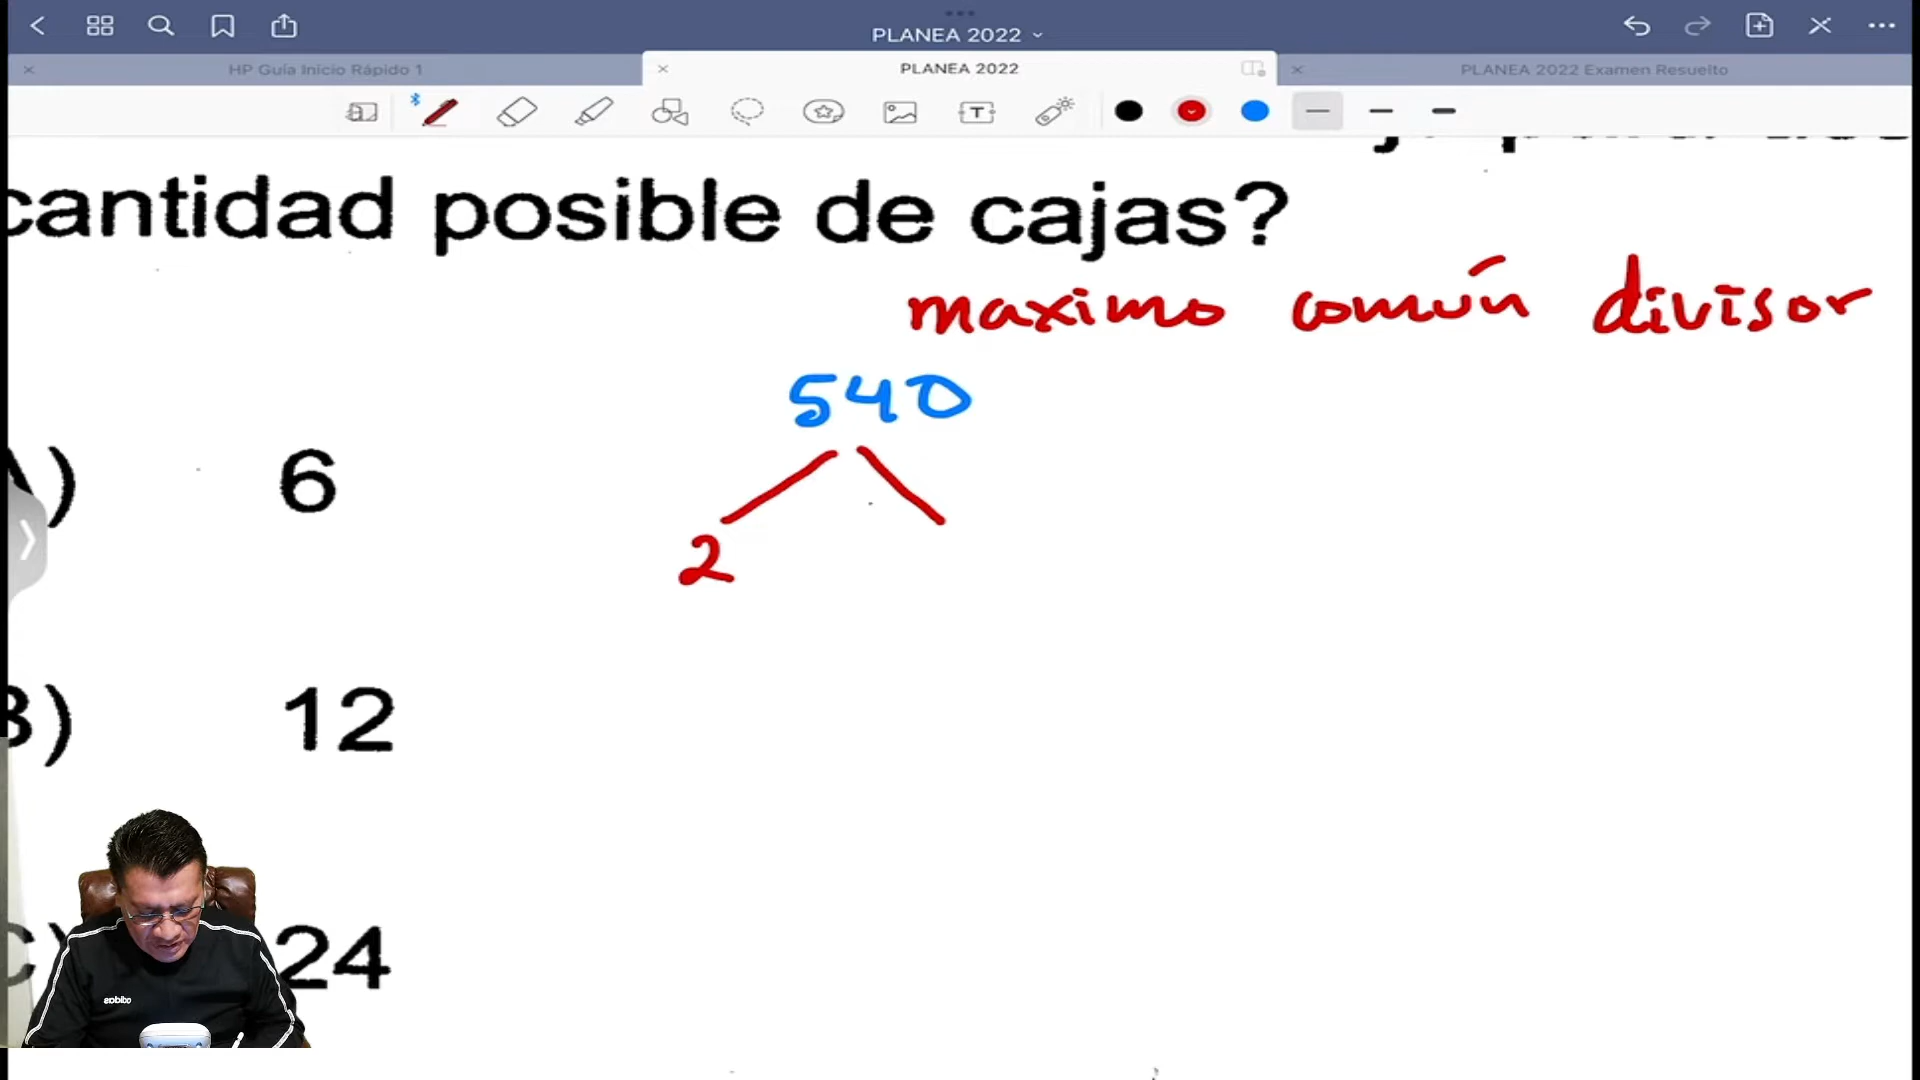 PLANEA 2022
HP Guía Inicio Rápido 1
PLANEA 2022
PLANEA 2022 Examen Resuelto
cantidad posible de cajas?
maximo común divisor
540
A) 6
2
B) 12
C) 24
adidas